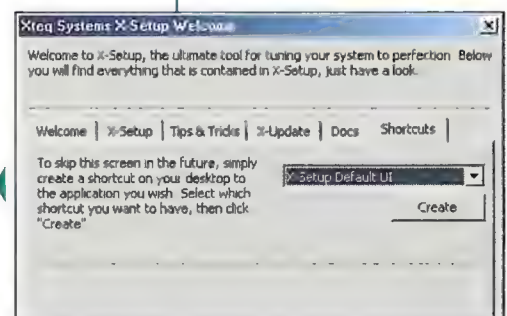 Xteq Systems X-Setup Welcome
Welcome to X-Setup, the ultimate tool for tuning your system to perfection Below
you will find everything that is contained in X-Setup, just have a look.
Welcome | X-Setup | Tips & Tricks | X-Update | Docs Shortcuts
To skip this screen in the future, simply
create a shortcut on your desktop to
the application you wish Select which
shortcut you want to have, then click
"Create"
X-Setup Default UI
Create